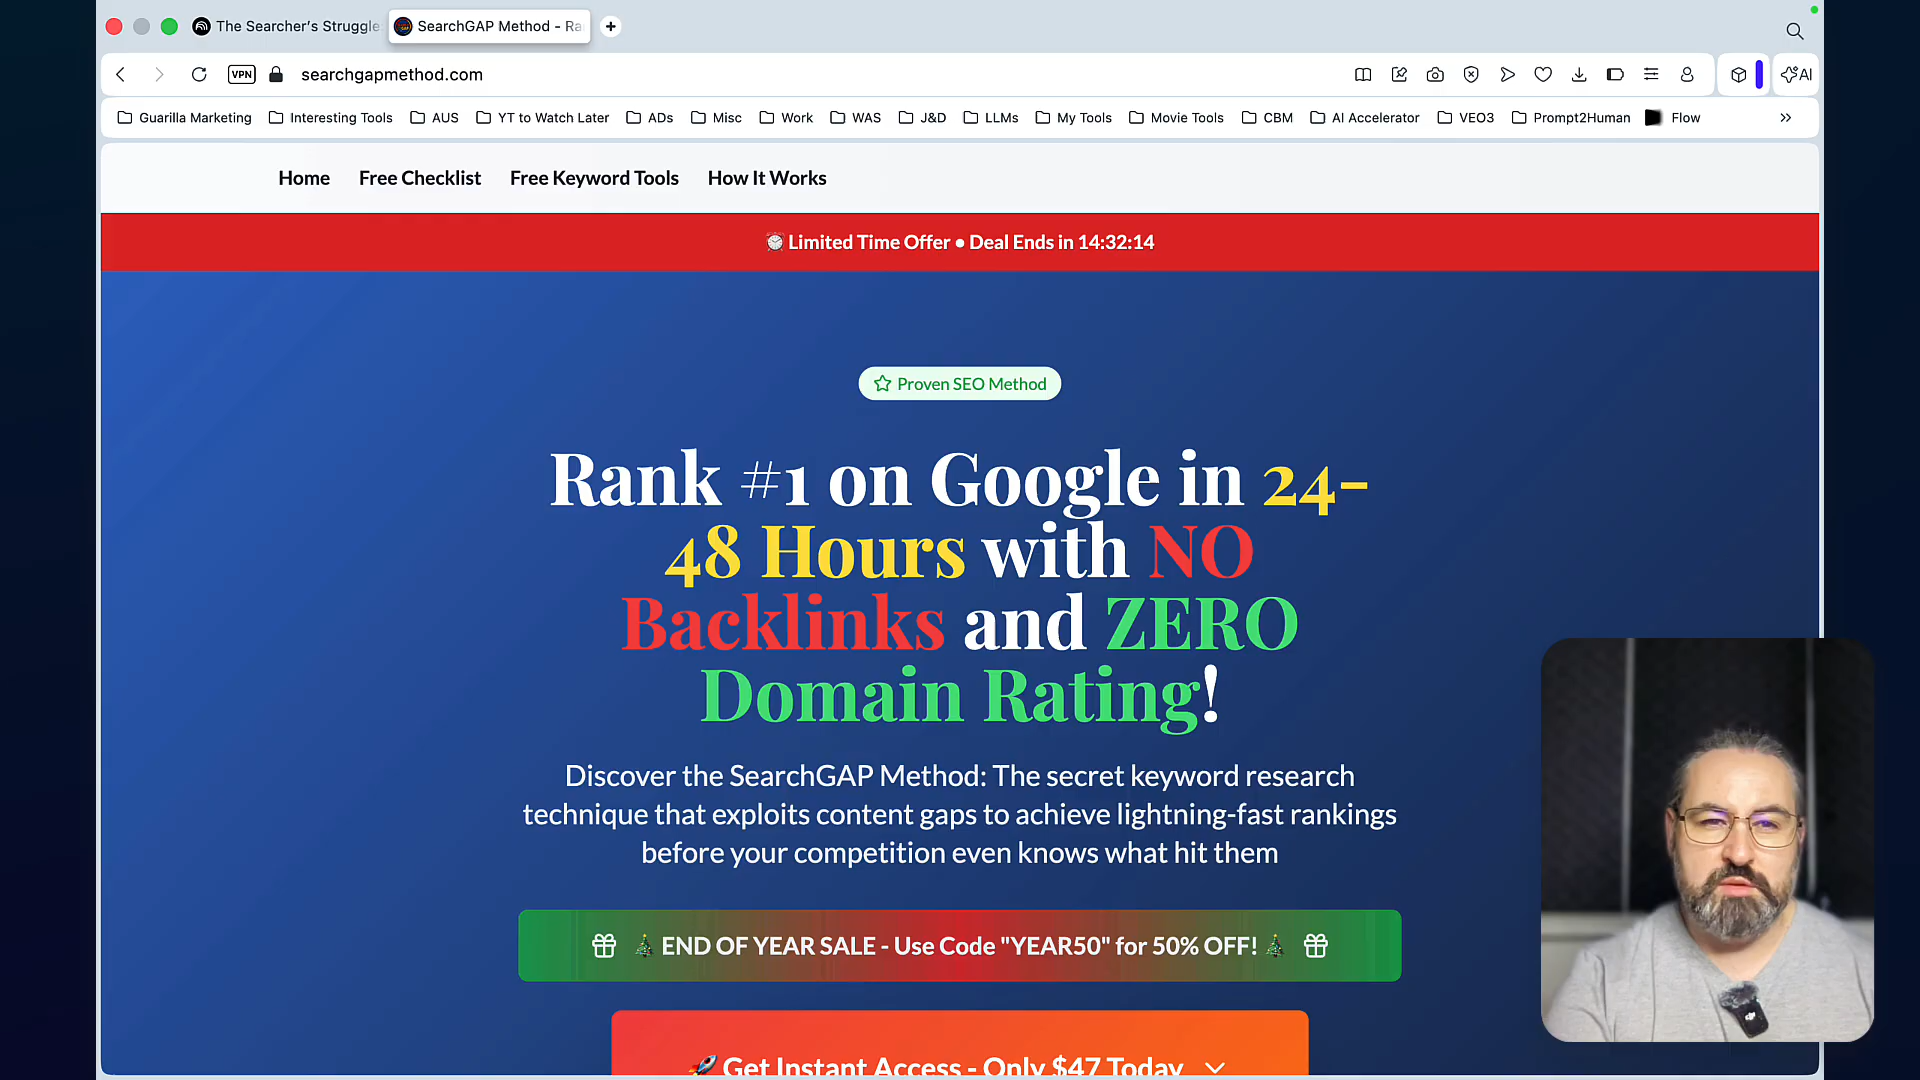 The Searcher's Struggle
SearchGAP Method - Ra
VPN
searchgapmethod.com
AI
Guarilla Marketing
Interesting Tools
AUS
YT to Watch Later
ADs
Misc
Work
WAS
J&D
LLMs
My Tools
Movie Tools
CBM
AI Accelerator
VEO3
Prompt2Human
Flow
Home
Free Checklist
Free Keyword Tools
How It Works
⏰ Limited Time Offer • Deal Ends in 14:32:14
Proven SEO Method
Rank #1 on Google in 24-
48 Hours with NO
Backlinks and ZERO
Domain Rating!
Discover the SearchGAP Method: The secret keyword research
technique that exploits content gaps to achieve lightning-fast rankings
before your competition even knows what hit them
🎄 END OF YEAR SALE - Use Code "YEAR50" for 50% OFF! 🎄
🚀 Get Instant Access - Only $47 Today